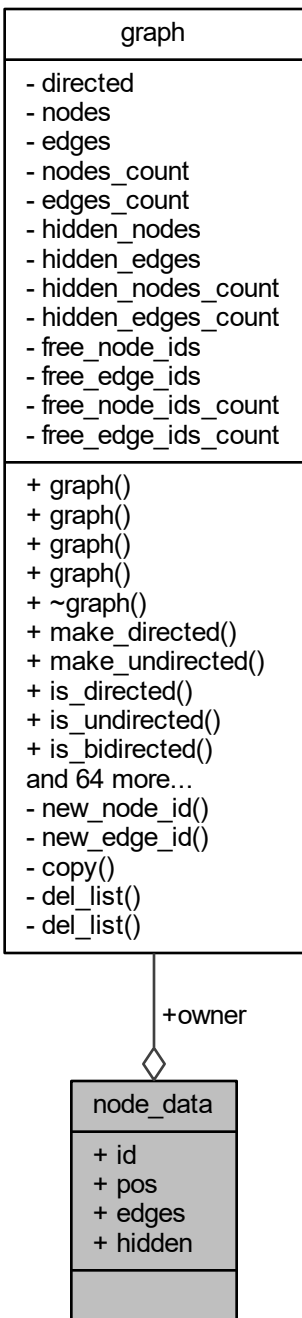 graph
- directed
- nodes
- edges
- nodes_count
- edges_count
- hidden_nodes
- hidden_edges
- hidden_nodes_count
- hidden_edges_count
- free_node_ids
- free_edge_ids
- free_node_ids_count
- free_edge_ids_count
+ graph()
+ graph()
+ graph()
+ graph()
+ ~graph()
+ make_directed()
+ make_undirected()
+ is_directed()
+ is_undirected()
+ is_bidirected()
and 64 more...
- new_node_id()
- new_edge_id()
- copy()
- del_list()
- del_list()
+owner
node_data
+ id
+ pos
+ edges
+ hidden